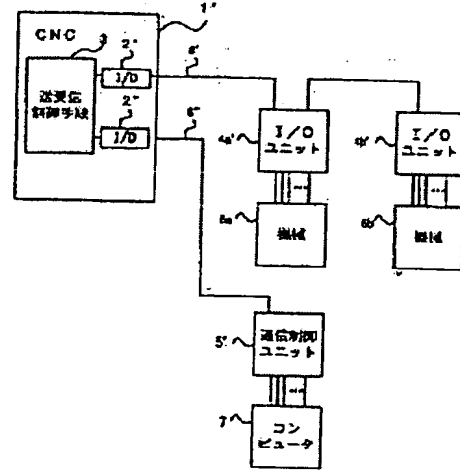 1"
CNC
3
2"
送受信
制御手段
I/D
6'
2"
I/D
6"
4a'
I/O
ユニット
4b'
I/O
ユニット
機械
6b
機械
5'
通信制御
ユニット
7
コン
ピュータ